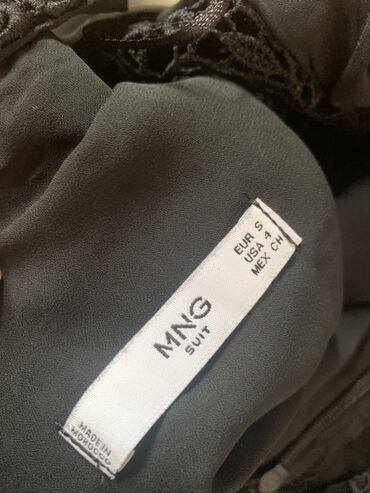 EUR S
USA 4
MEX CH
MNG
SUIT
MADE IN
MOROCCO